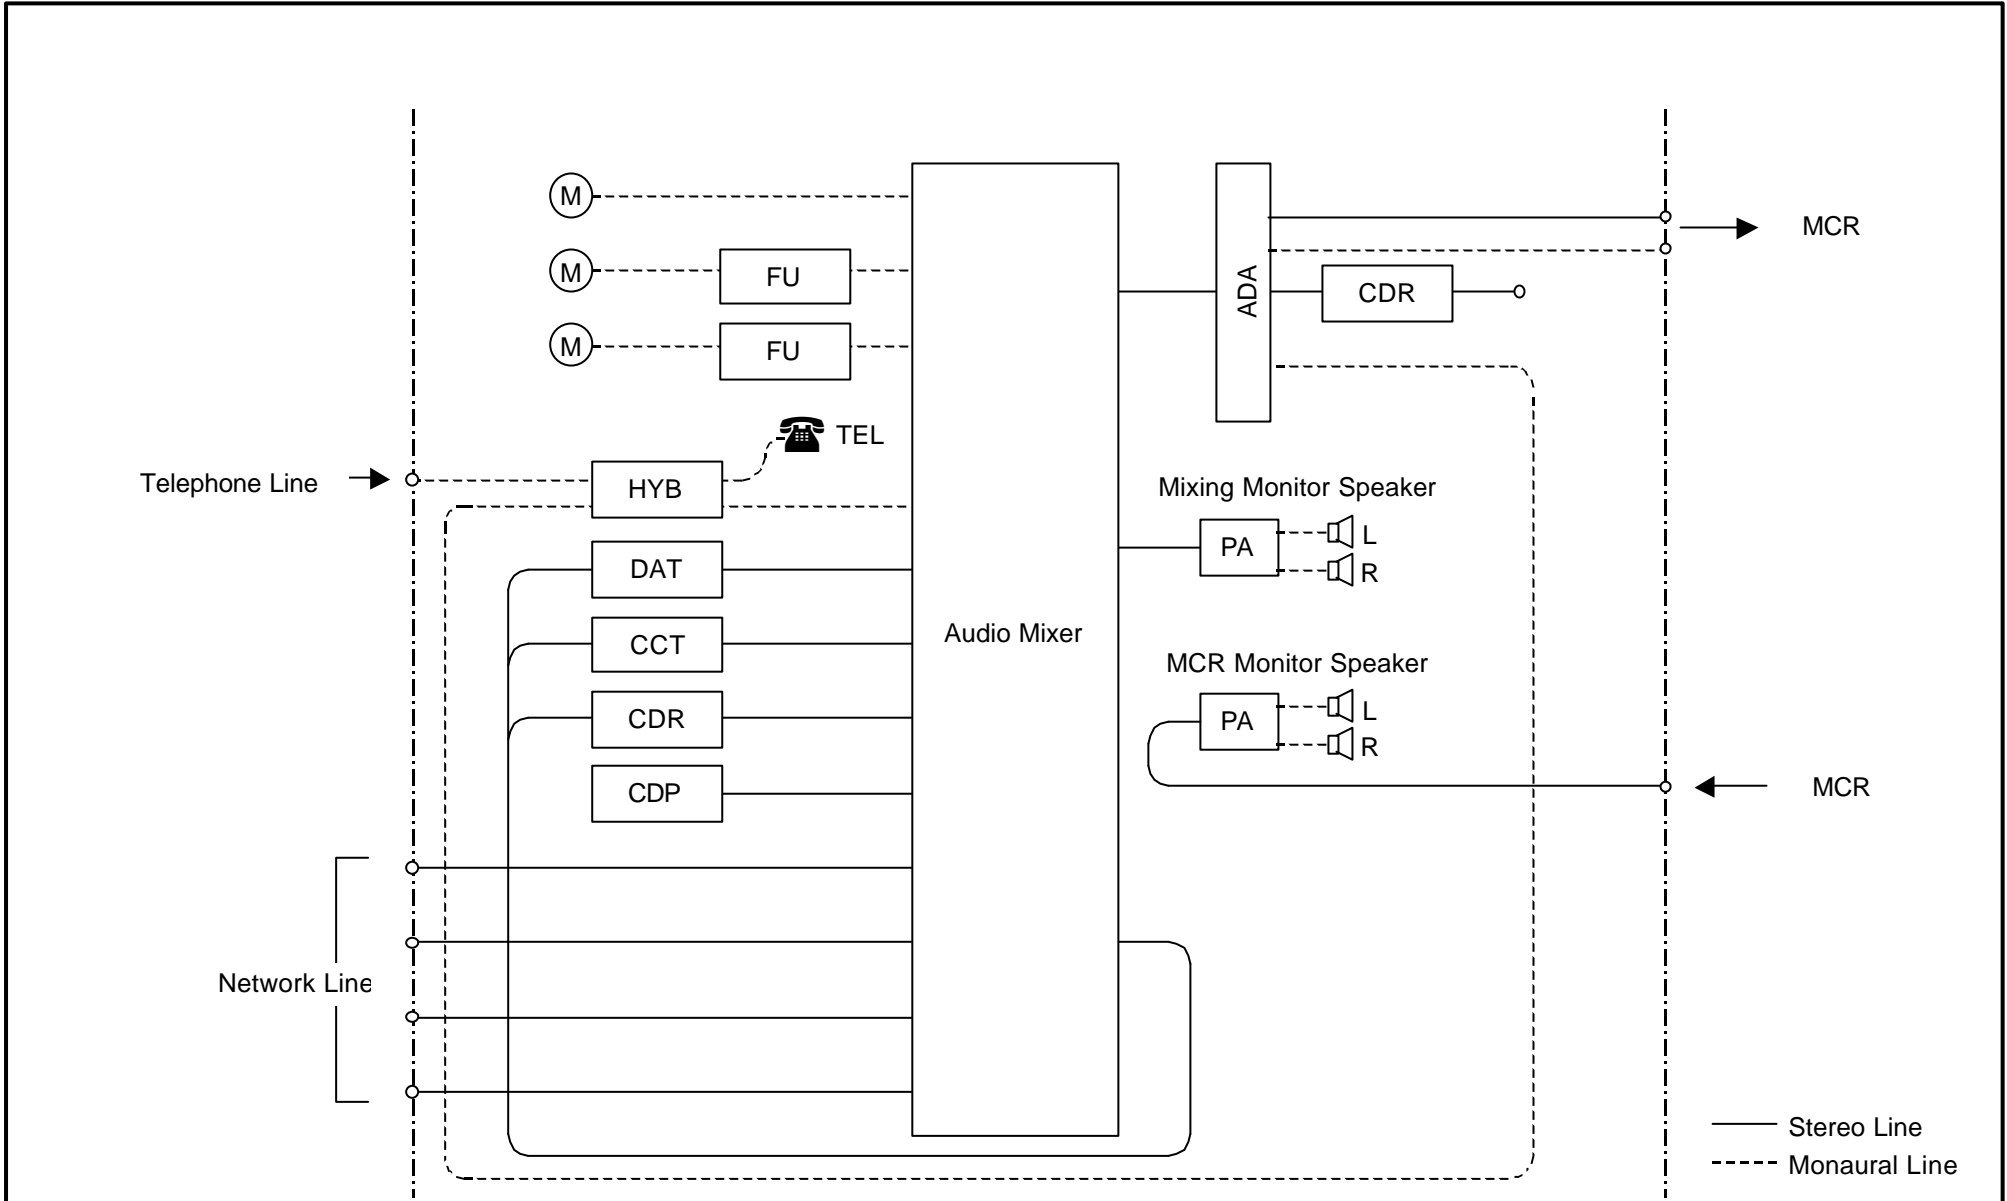 M
M
FU
M
FU
TEL
Telephone Line
HYB
DAT
CCT
CDR
CDP
Network Line
Audio Mixer
ADA
CDR
MCR
Mixing Monitor Speaker
PA
L
R
MCR Monitor Speaker
PA
L
R
MCR
Stereo Line
Monaural Line